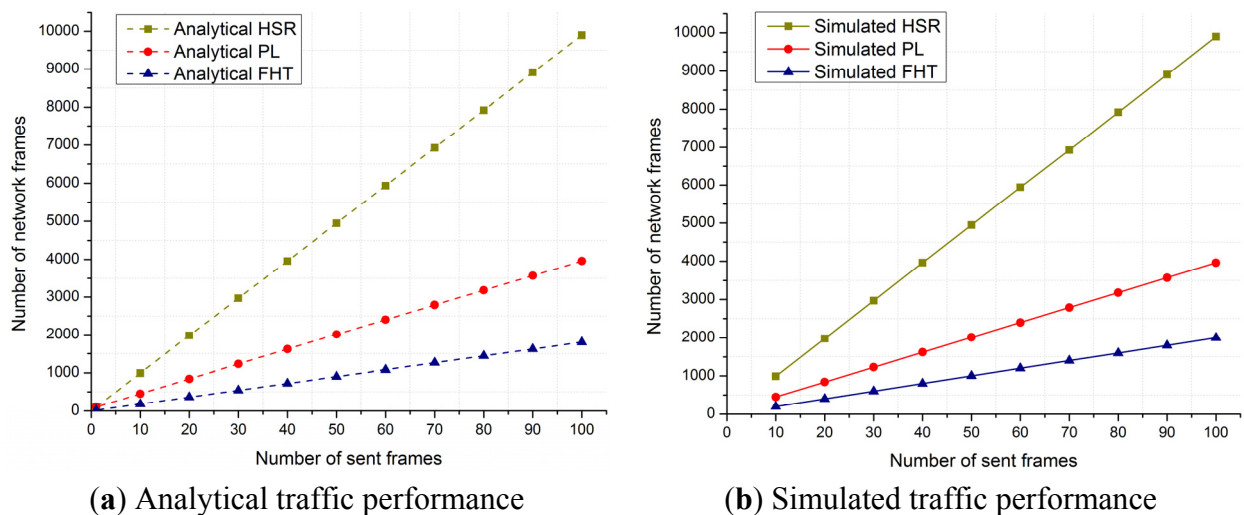 Analytical HSR
Analytical PL
Analytical FHT
10000
9000
8000
7000
6000
5000
4000
3000
2000
1000
0
Number of network frames
0 10 20 30 40 50 60 70 80 90 100
Number of sent frames
(a) Analytical traffic performance
Simulated HSR
Simulated PL
Simulated FHT
10000
9000
8000
7000
6000
5000
4000
3000
2000
1000
0
Number of network frames
0 10 20 30 40 50 60 70 80 90 100
Number of sent frames
(b) Simulated traffic performance